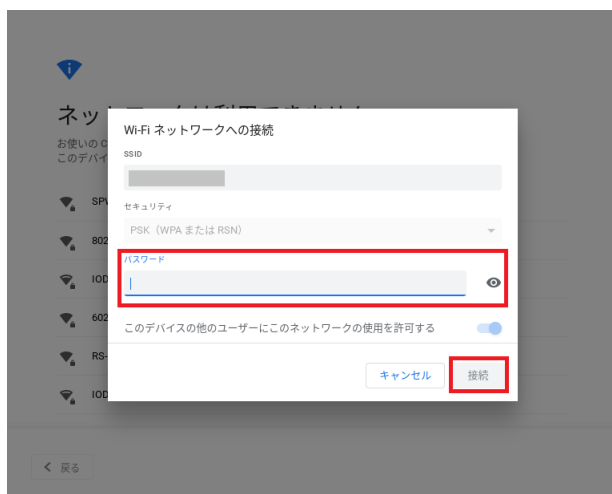 ネッ
お使いの C
このデバイ
Wi-Fi ネットワークへの接続
SSID
セキュリティ
PSK（WPA または RSN）
パスワード
このデバイスの他のユーザーにこのネットワークの使用を許可する
キャンセル
接続
802
IOD
602
RS-
IOD
戻る